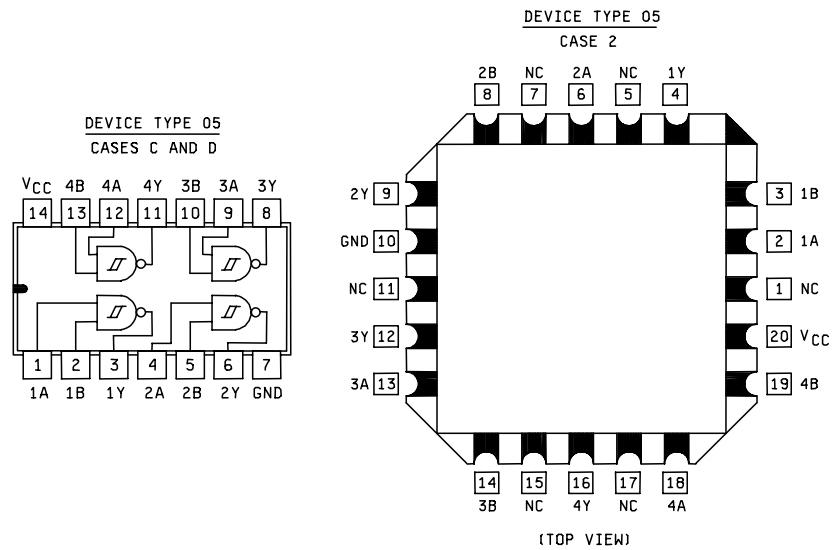 DEVICE TYPE 05
CASES C AND D
VCC 4B 4A 4Y 3B 3A 3Y
14 13 12 11 10 9 8
1 2 3 4 5 6 7
1A 1B 1Y 2A 2B 2Y GND
DEVICE TYPE 05
CASE 2
2B NC 2A NC 1Y
8 7 6 5 4
2Y 9
GND 10
NC 11
3Y 12
3A 13
3 1B
2 1A
1 NC
20 VCC
19 4B
14 15 16 17 18
3B NC 4Y NC 4A
(TOP VIEW)